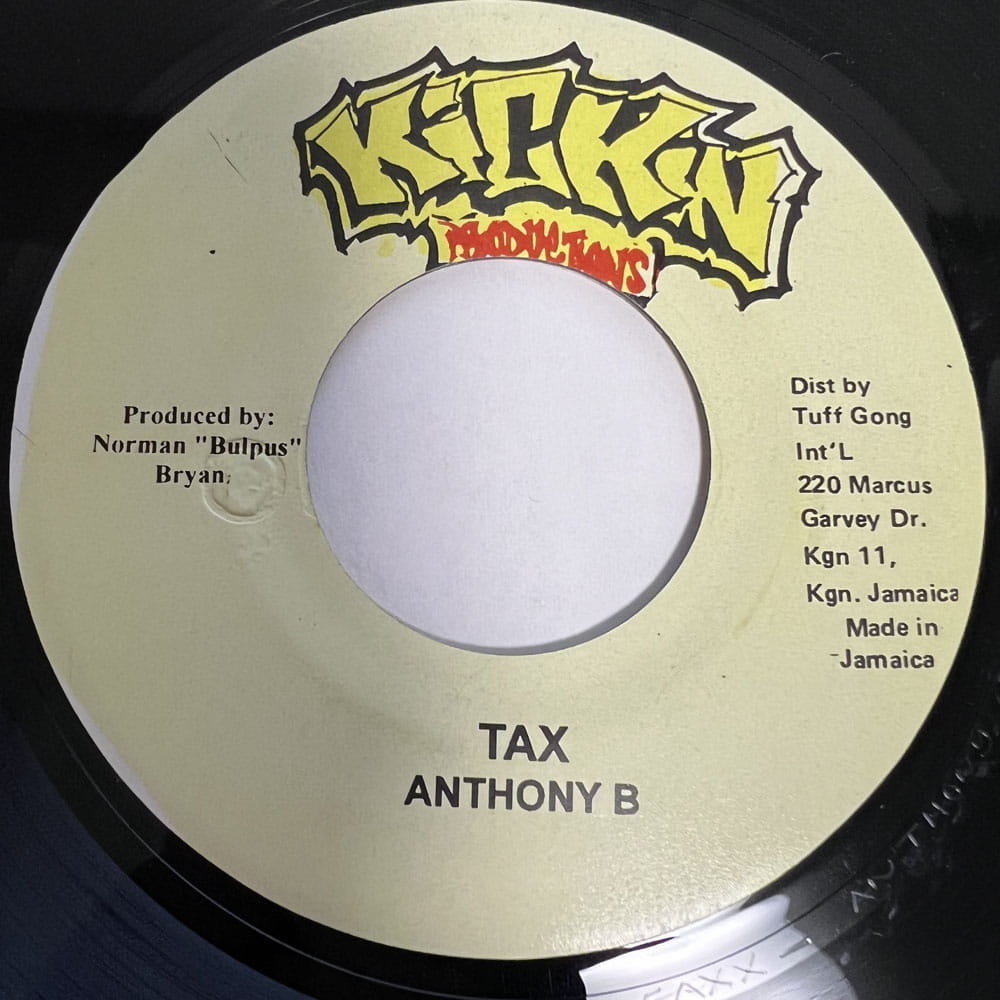 KiCKiN
PRODUCTIONS
Produced by:
Norman "Bulpus"
Bryan.
Dist by
Tuff Gong
Int'L
220 Marcus
Garvey Dr.
Kgn 11,
Kgn. Jamaica
Made in
Jamaica
TAX
ANTHONY B